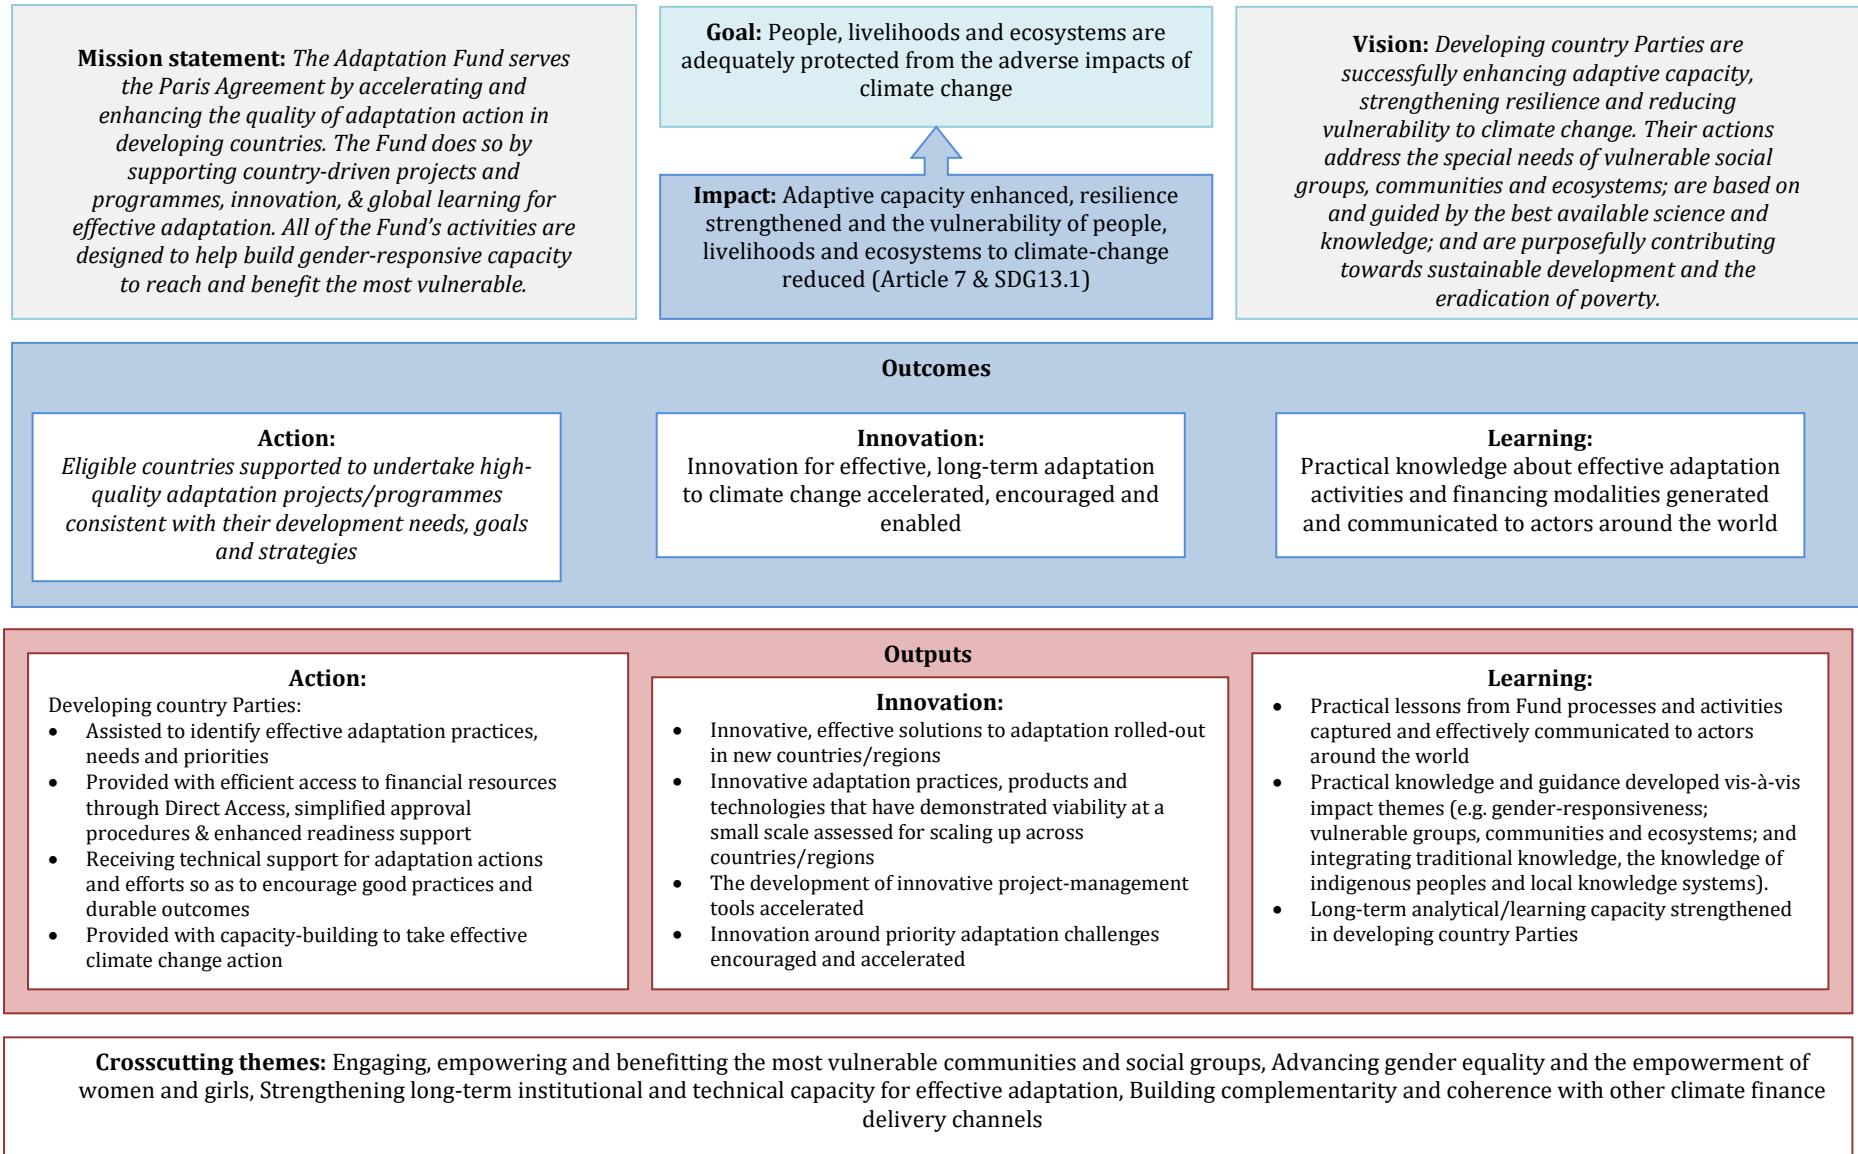 Mission statement: The Adaptation Fund serves
the Paris Agreement by accelerating and
enhancing the quality of adaptation action in
developing countries. The Fund does so by
supporting country-driven projects and
programmes, innovation, & global learning for
effective adaptation. All of the Fund's activities are
designed to help build gender-responsive capacity
to reach and benefit the most vulnerable.
Goal: People, livelihoods and ecosystems are
adequately protected from the adverse impacts of
climate change
Impact: Adaptive capacity enhanced, resilience
strengthened and the vulnerability of people,
livelihoods and ecosystems to climate-change
reduced (Article 7 & SDG13.1)
Vision: Developing country Parties are
successfully enhancing adaptive capacity,
strengthening resilience and reducing
vulnerability to climate change. Their actions
address the special needs of vulnerable social
groups, communities and ecosystems; are based on
and guided by the best available science and
knowledge; and are purposefully contributing
towards sustainable development and the
eradication of poverty.
Outcomes
Action:
Eligible countries supported to undertake high-
quality adaptation projects/programmes
consistent with their development needs, goals
and strategies
Innovation:
Innovation for effective, long-term adaptation
to climate change accelerated, encouraged and
enabled
Learning:
Practical knowledge about effective adaptation
activities and financing modalities generated
and communicated to actors around the world
Outputs
Action:
Developing country Parties:
• Assisted to identify effective adaptation practices,
needs and priorities
• Provided with efficient access to financial resources
through Direct Access, simplified approval
procedures & enhanced readiness support
• Receiving technical support for adaptation actions
and efforts so as to encourage good practices and
durable outcomes
• Provided with capacity-building to take effective
climate change action
Innovation:
• Innovative, effective solutions to adaptation rolled-out
in new countries/regions
• Innovative adaptation practices, products and
technologies that have demonstrated viability at a
small scale assessed for scaling up across
countries/regions
• The development of innovative project-management
tools accelerated
• Innovation around priority adaptation challenges
encouraged and accelerated
Learning:
• Practical lessons from Fund processes and activities
captured and effectively communicated to actors
around the world
• Practical knowledge and guidance developed vis-à-vis
impact themes (e.g. gender-responsiveness;
vulnerable groups, communities and ecosystems; and
integrating traditional knowledge, the knowledge of
indigenous peoples and local knowledge systems).
• Long-term analytical/learning capacity strengthened
in developing country Parties
Crosscutting themes: Engaging, empowering and benefitting the most vulnerable communities and social groups, Advancing gender equality and the empowerment of
women and girls, Strengthening long-term institutional and technical capacity for effective adaptation, Building complementarity and coherence with other climate finance
delivery channels